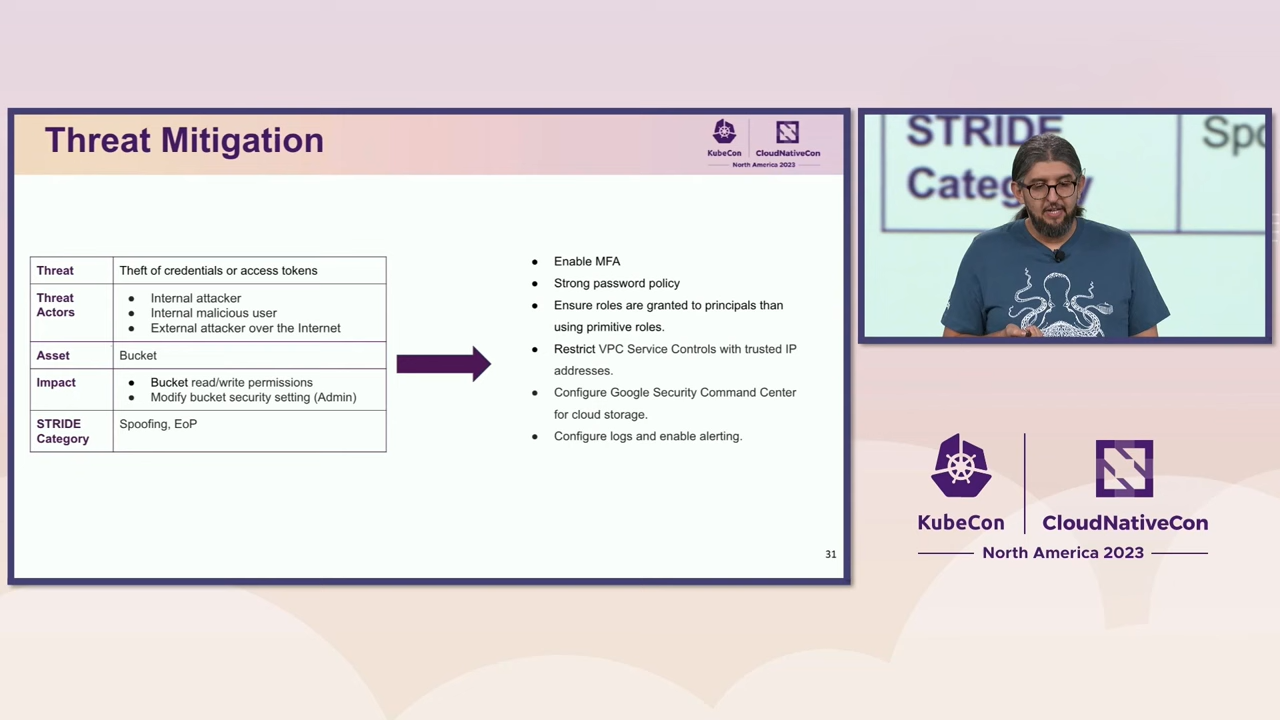 Threat Mitigation
KubeCon
CloudNativeCon
North America 2023
Threat
Theft of credentials or access tokens
Threat
Actors
● Internal attacker
● Internal malicious user
● External attacker over the Internet
Asset
Bucket
Impact
● Bucket read/write permissions
● Modify bucket security setting (Admin)
STRIDE
Category
Spoofing, EoP
● Enable MFA
● Strong password policy
● Ensure roles are granted to principals than
using primitive roles.
● Restrict VPC Service Controls with trusted IP
addresses.
● Configure Google Security Command Center
for cloud storage.
● Configure logs and enable alerting.
31
STRIDE
Spo
KubeCon
CloudNativeCon
North America 2023